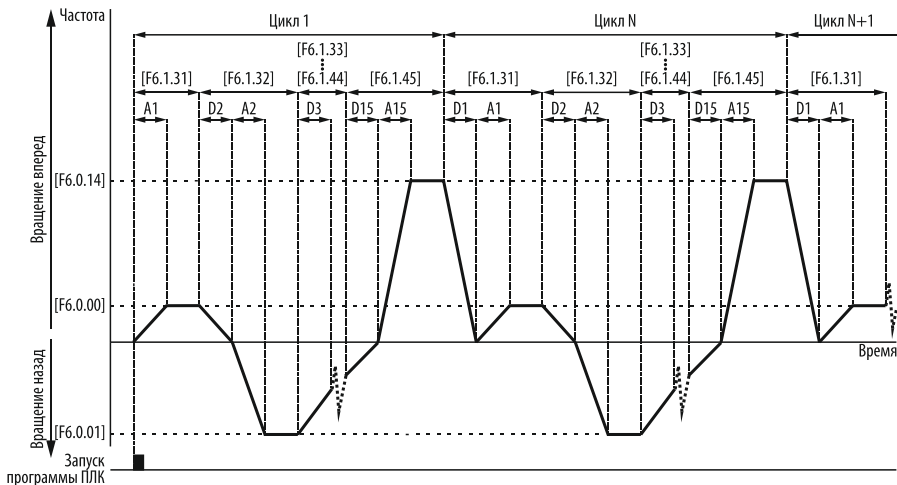 Частота
Цикл 1
Цикл N
Цикл N+1
[F6.1.33]
[F6.1.33]
[F6.1.31]
[F6.1.32]
[F6.1.44]
[F6.1.45]
[F6.1.31]
[F6.1.32]
[F6.1.44]
[F6.1.45]
[F6.1.31]
A1
D2
A2
D3
D15
A15
D1
A1
D2
A2
D3
D15
A15
D1
A1
[F6.0.14]
Вращение вперед
[F6.0.00]
Время
Вращение назад
[F6.0.01]
Запуск
программы ПЛК